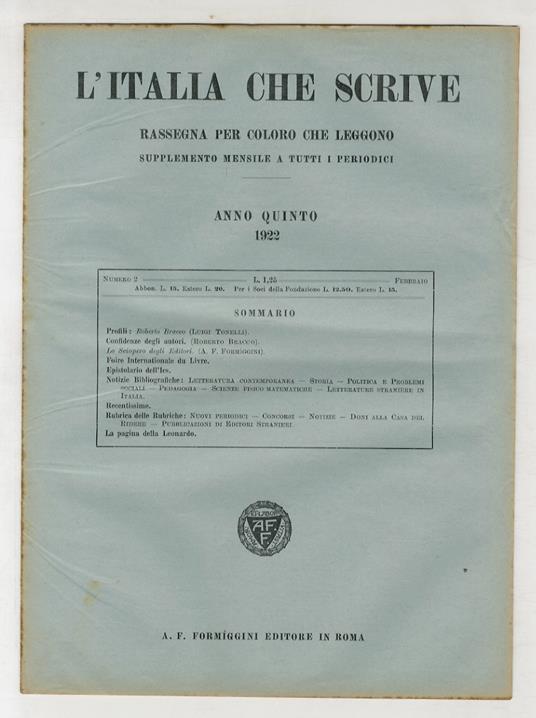 L'ITALIA CHE SCRIVE
RASSEGNA PER COLORO CHE LEGGONO
SUPPLEMENTO MENSILE A TUTTI I PERIODICI
ANNO QUINTO
1922
NUMERO 2 — L. 1,25 — FEBBRAIO
Abbon. L. 15. Estero L. 20. Per i Soci della Fondazione L. 12.50. Estero L. 15.
SOMMARIO
Profili: Roberto Bracco (LUIGI TONELLI).
Confidenze degli autori. (ROBERTO BRACCO).
Lo Sciopero degli Editori. (A. F. FORMÍGGINI).
Foire Internationale du Livre.
Epistolario dell'Ics.
Notizie Bibliografiche: LETTERATURA CONTEMPORANEA — STORIA — POLITICA E PROBLEMI
SOCIALI — PEDAGOGIA — SCIENZE FISICO MATEMATICHE — LETTERATURE STRANIERE IN
ITALIA.
Recentissime.
Rubrica delle Rubriche: NUOVI PERIODICI — CONCORSI — NOTIZIE — DONI ALLA CASA DEL
RIDERE — PUBBLICAZIONI DI EDITORI STRANIERI.
La pagina della Leonardo.
A.F.
F.
A. F. FORMÍGGINI EDITORE IN ROMA